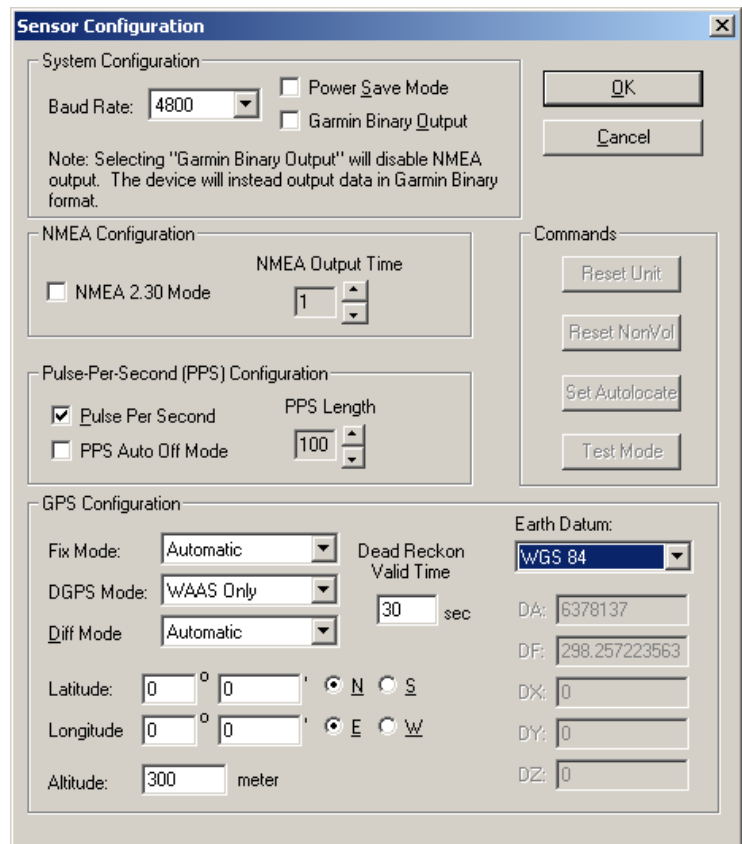 Sensor Configuration
System Configuration
Baud Rate: 4800
Power Save Mode
Garmin Binary Output
Note: Selecting "Garmin Binary Output" will disable NMEA
output. The device will instead output data in Garmin Binary
format.
OK
Cancel
NMEA Configuration
NMEA 2.30 Mode
NMEA Output Time
1
Commands
Reset Unit
Reset NonVol
Set Autolocate
Test Mode
Pulse-Per-Second (PPS) Configuration
Pulse Per Second
PPS Auto Off Mode
PPS Length
100
GPS Configuration
Fix Mode: Automatic
DGPS Mode: WAAS Only
Diff Mode Automatic
Dead Reckon
Valid Time
30 sec
Latitude: 0 º 0 ' N S
Longitude 0 º 0 ' E W
Altitude: 300 meter
Earth Datum:
WGS 84
DA: 6378137
DF: 298.257223563
DX: 0
DY: 0
DZ: 0